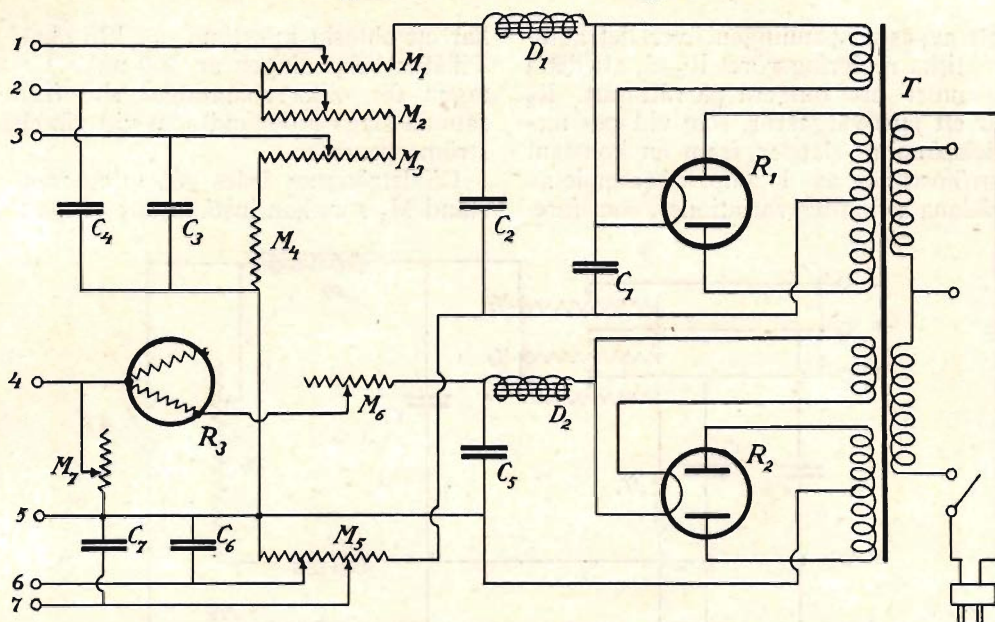 D₁
1
M₁
T
2
M₂
3
M₃
R₁
C₄
C₃
M₄
C₂
C₁
4
M₆
D₂
R₃
R₂
M₇
C₅
5
C₇
C₆
M₅
6
7